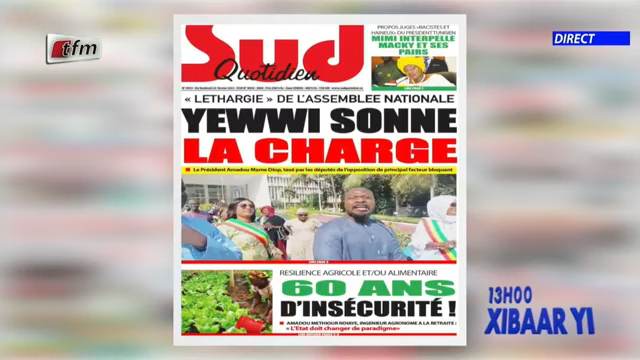 tfm
DIRECT
Sud
Quotidien
PROPOS JUGES «RACISTES ET
HAINEUX» DU PRESIDENT TUNISIEN
MIMI INTERPELLE
MACKY ET SES
PAIRS
« LETHARGIE » DE L'ASSEMBLEE NATIONALE
YEWWI SONNE
LA CHARGE
Le Président Amadou Mame Diop, taxé par les députés de l'opposition de principal facteur bloquant
RESILIENCE AGRICOLE ET/OU ALIMENTAIRE
60 ANS
D'INSÉCURITÉ !
AMADOU METHIOUR NDIAYE, INGENIEUR AGRONOME A LA RETRAITE :
« L'Etat doit changer de paradigme»
13H00
XIBAAR YI